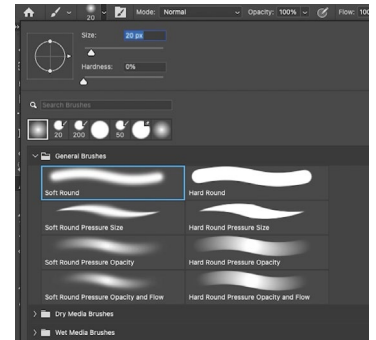 20 Mode: Normal Opacity: 100% Flow: 100
Size: 20 px
Hardness: 0%
Search Brushes
20 200 50
General Brushes
Soft Round Hard Round
Soft Round Pressure Size Hard Round Pressure Size
Soft Round Pressure Opacity Hard Round Pressure Opacity
Soft Round Pressure Opacity and Flow Hard Round Pressure Opacity and Flow
Dry Media Brushes
Wet Media Brushes